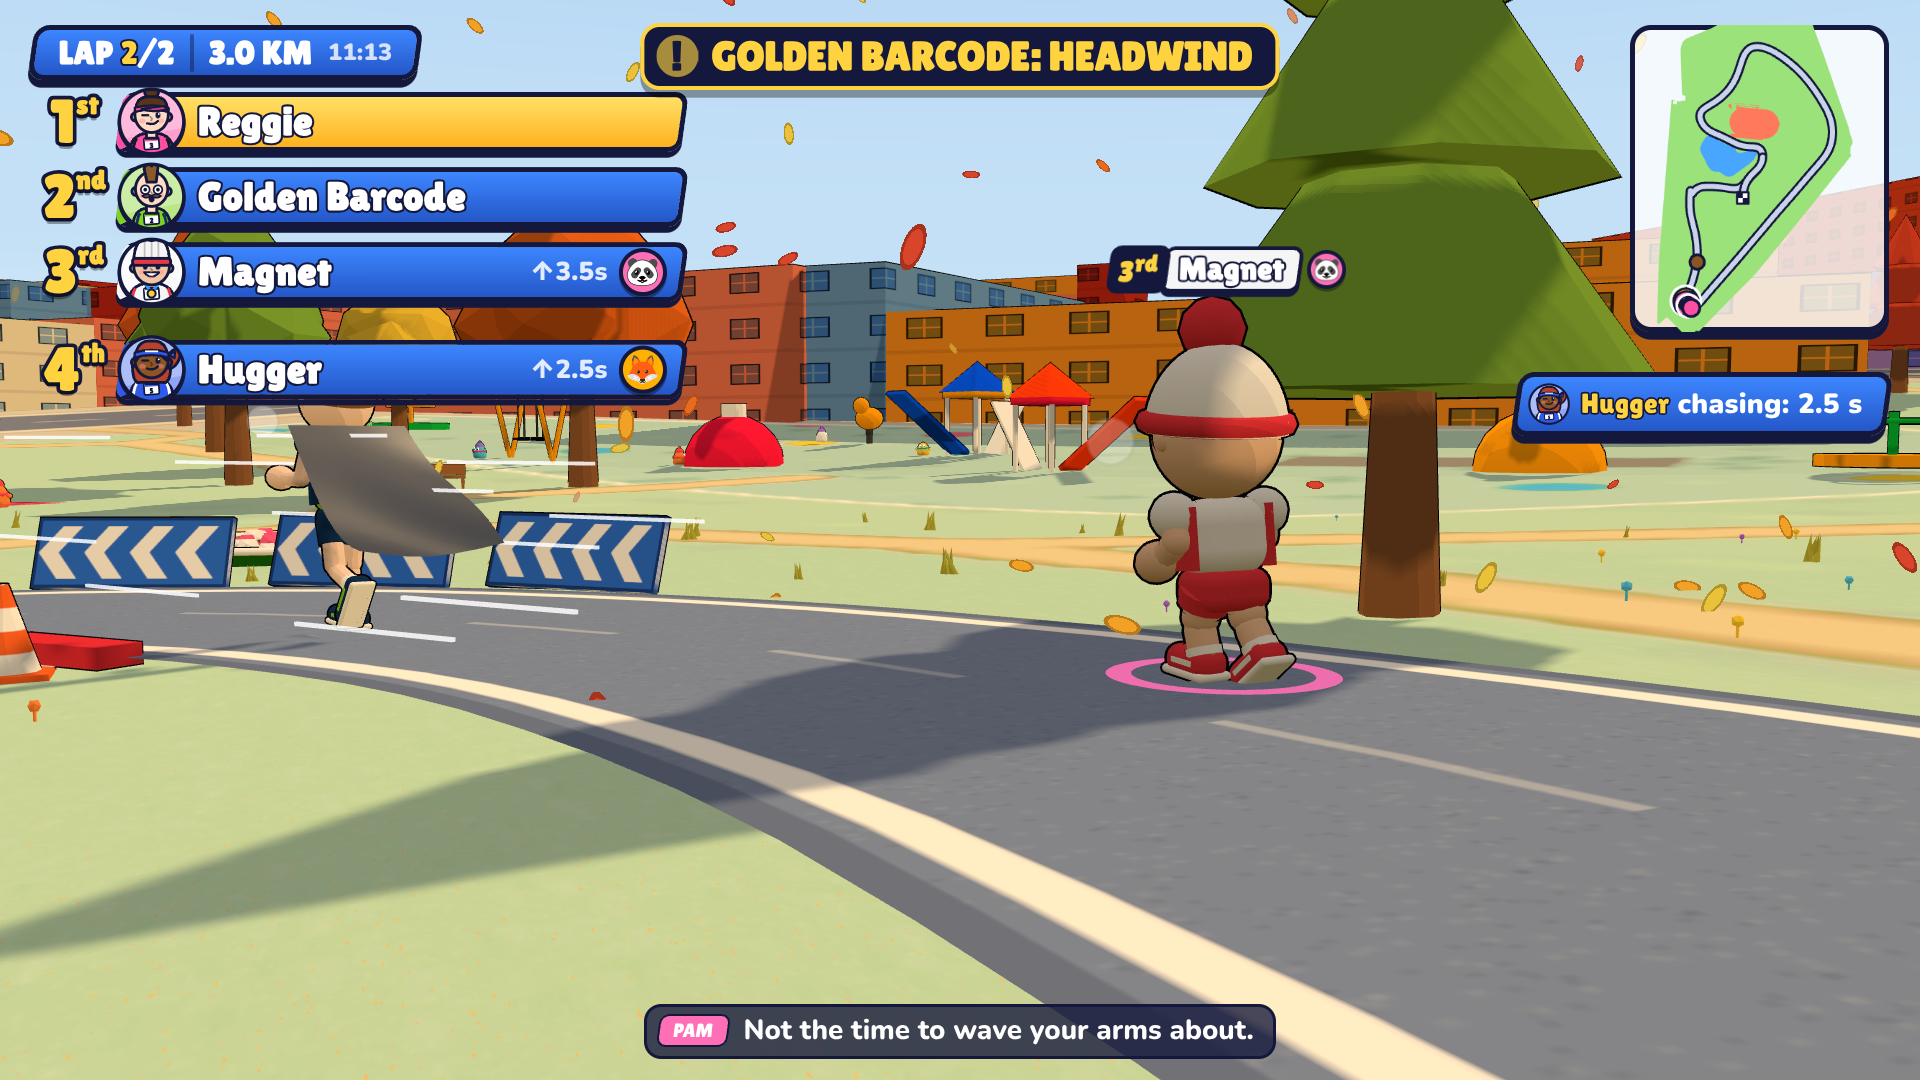 LAP 2/2 3.0 KM 11:13
! GOLDEN BARCODE: HEADWIND
1st Reggie
2nd Golden Barcode
3rd Magnet ↑3.5s
4th Hugger ↑2.5s
3rd Magnet
Hugger chasing: 2.5 s
PAM Not the time to wave your arms about.